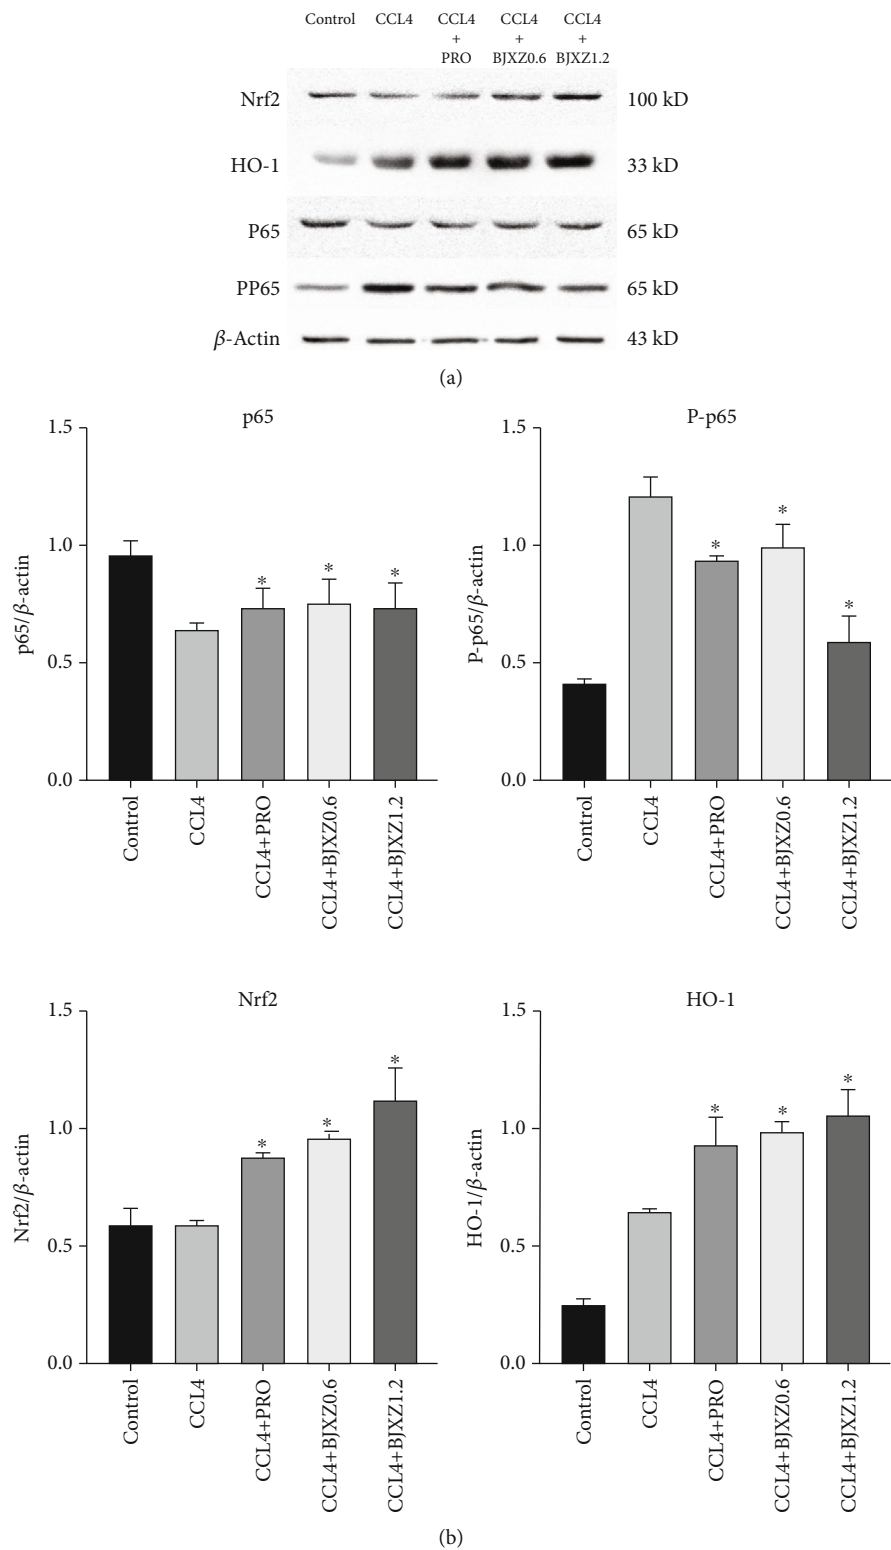 Control CCL4 CCL4 CCL4 CCL4
+ + +
PRO BJXZ0.6 BJXZ1.2
Nrf2 100 kD
HO-1 33 kD
P65 65 kD
PP65 65 kD
β-Actin 43 kD
(a)
p65
1.5
1.0
0.5
0.0
p65/β-actin
* * *
Control
CCL4
CCL4+PRO
CCL4+BJXZ0.6
CCL4+BJXZ1.2
P-p65
1.5
1.0
0.5
0.0
P-p65/β-actin
* * *
Control
CCL4
CCL4+PRO
CCL4+BJXZ0.6
CCL4+BJXZ1.2
Nrf2
1.5
1.0
0.5
0.0
Nrf2/β-actin
* * *
Control
CCL4
CCL4+PRO
CCL4+BJXZ0.6
CCL4+BJXZ1.2
HO-1
1.5
1.0
0.5
0.0
HO-1/β-actin
* * *
Control
CCL4
CCL4+PRO
CCL4+BJXZ0.6
CCL4+BJXZ1.2
(b)